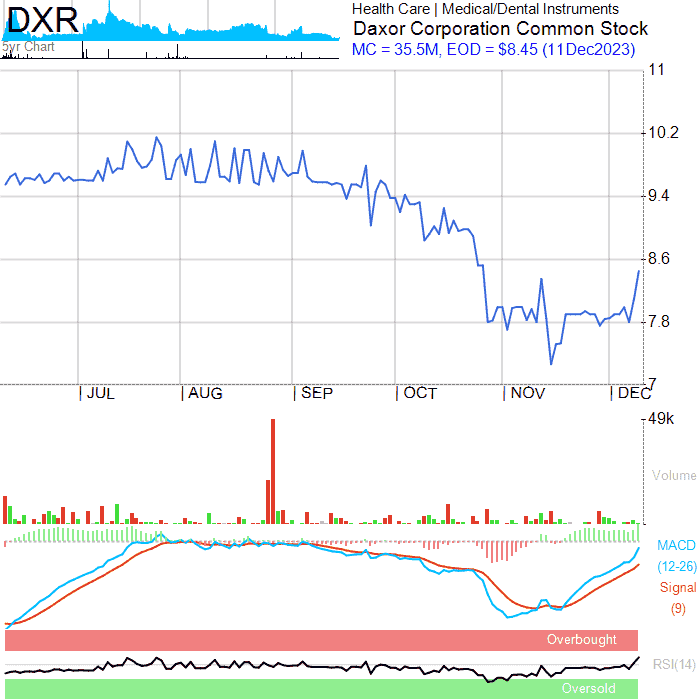 DXR
5yr Chart
Health Care | Medical/Dental Instruments
Daxor Corporation Common Stock
MC = 35.5M, EOD = $8.45 (11Dec2023)
11
10.2
9.4
8.6
7.8
7
JUL AUG SEP OCT NOV DEC
49k
Volume
MACD
(12-26)
Signal
(9)
Overbought
RSI(14)
Oversold